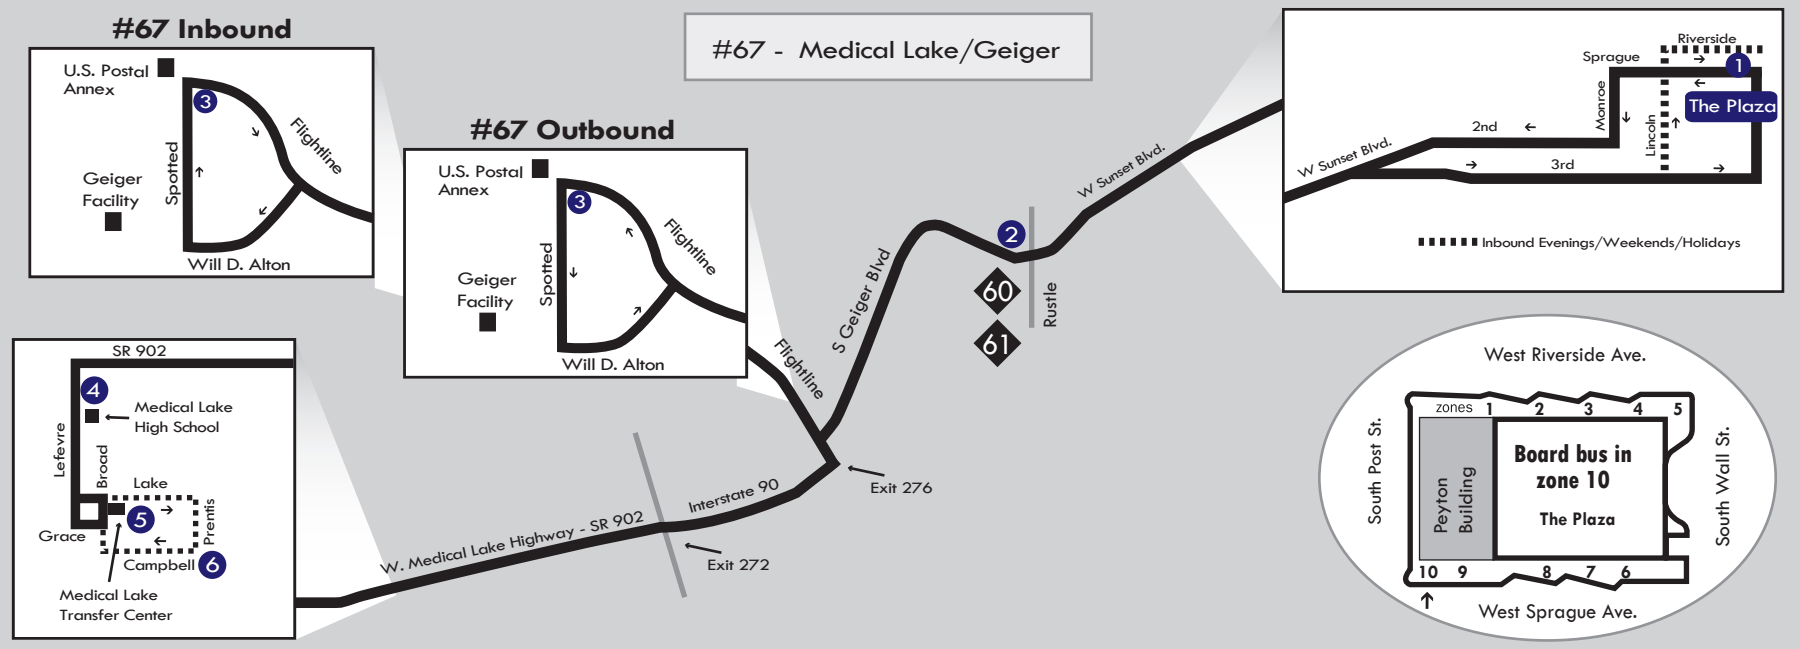 #67 Inbound
U.S. Postal
Annex
3
Flightline
Spotted
Geiger
Facility
Will D. Alton
#67 - Medical Lake/Geiger
#67 Outbound
U.S. Postal
Annex
3
Flightline
Spotted
Geiger
Facility
Will D. Alton
Riverside
Sprague
1
The Plaza
Monroe
Lincoln
2nd
W Sunset Blvd.
3rd
Inbound Evenings/Weekends/Holidays
W Sunset Blvd.
2
60
61
Rustle
S Geiger Blvd
Flightline
Exit 276
Interstate 90
W. Medical Lake Highway - SR 902
Exit 272
SR 902
4
Medical Lake
High School
Lefevre
Broad
Lake
5
Prentis
Grace
Campbell
6
Medical Lake
Transfer Center
West Riverside Ave.
zones 1 2 3 4 5
South Post St.
Peyton
Building
Board bus in
zone 10
The Plaza
South Wall St.
10 9 8 7 6
West Sprague Ave.